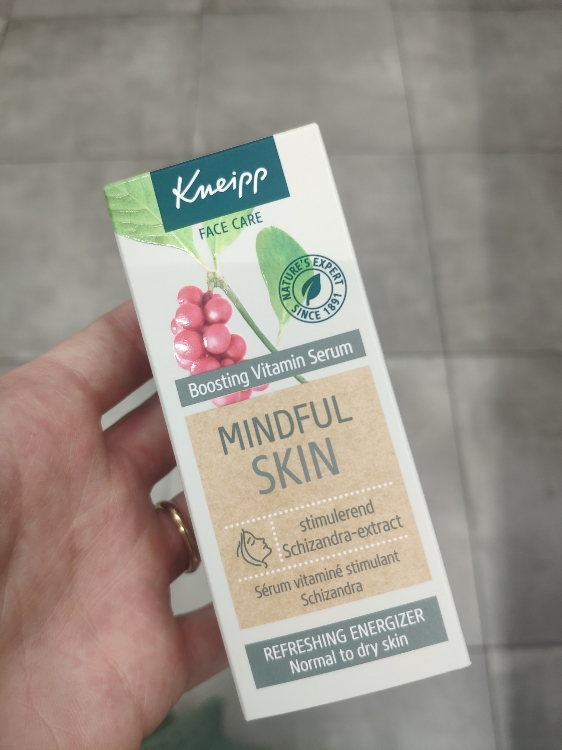 Kneipp
FACE CARE
NATURE'S EXPERT
SINCE 1891
Boosting Vitamin Serum
MINDFUL
SKIN
stimulerend
Schizandra-extract
Sérum vitaminé stimulant
Schizandra
REFRESHING ENERGIZER
Normal to dry skin